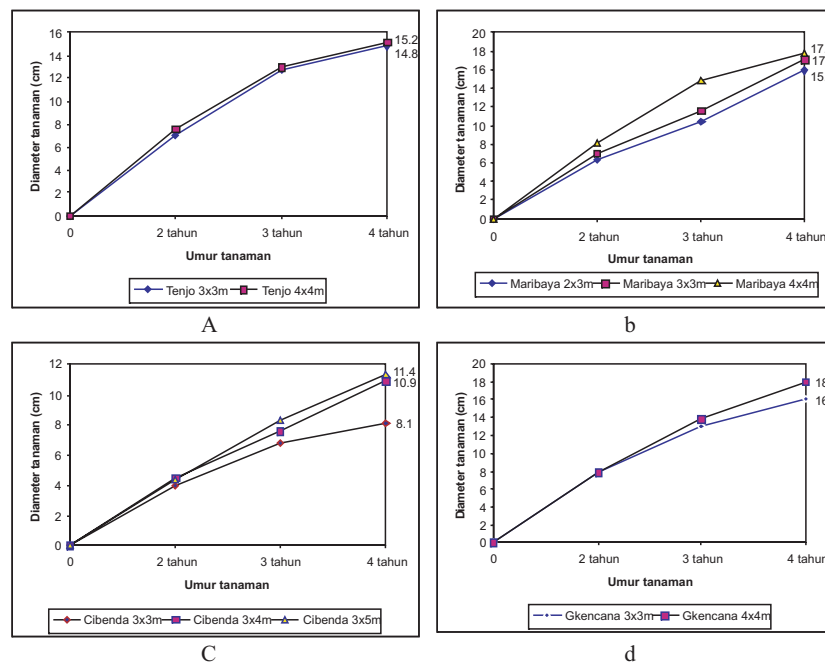 16
14
12
10
8
6
4
2
0
Diameter tanaman (cm)
15.2
14.8
0 2 tahun 3 tahun 4 tahun
Umur tanaman
Tenjo 3x3m Tenjo 4x4m
A
20
18
16
14
12
10
8
6
4
2
0
Diameter tanaman (cm)
17
17
15
0 2 tahun 3 tahun 4 tahun
Umur tanaman
Maribaya 2x3m Maribaya 3x3m Maribaya 4x4m
b
12
10
8
6
4
2
0
Diameter tanaman (cm)
11.4
10.9
8.1
0 2 tahun 3 tahun 4 tahun
Umur tanaman
Cibenda 3x3m Cibenda 3x4m Cibenda 3x5m
C
20
18
16
14
12
10
8
6
4
2
0
Diameter tanaman (cm)
18
16
0 2 tahun 3 tahun 4 tahun
Umur tanaman
Gkencana 3x3m Gkencana 4x4m
d